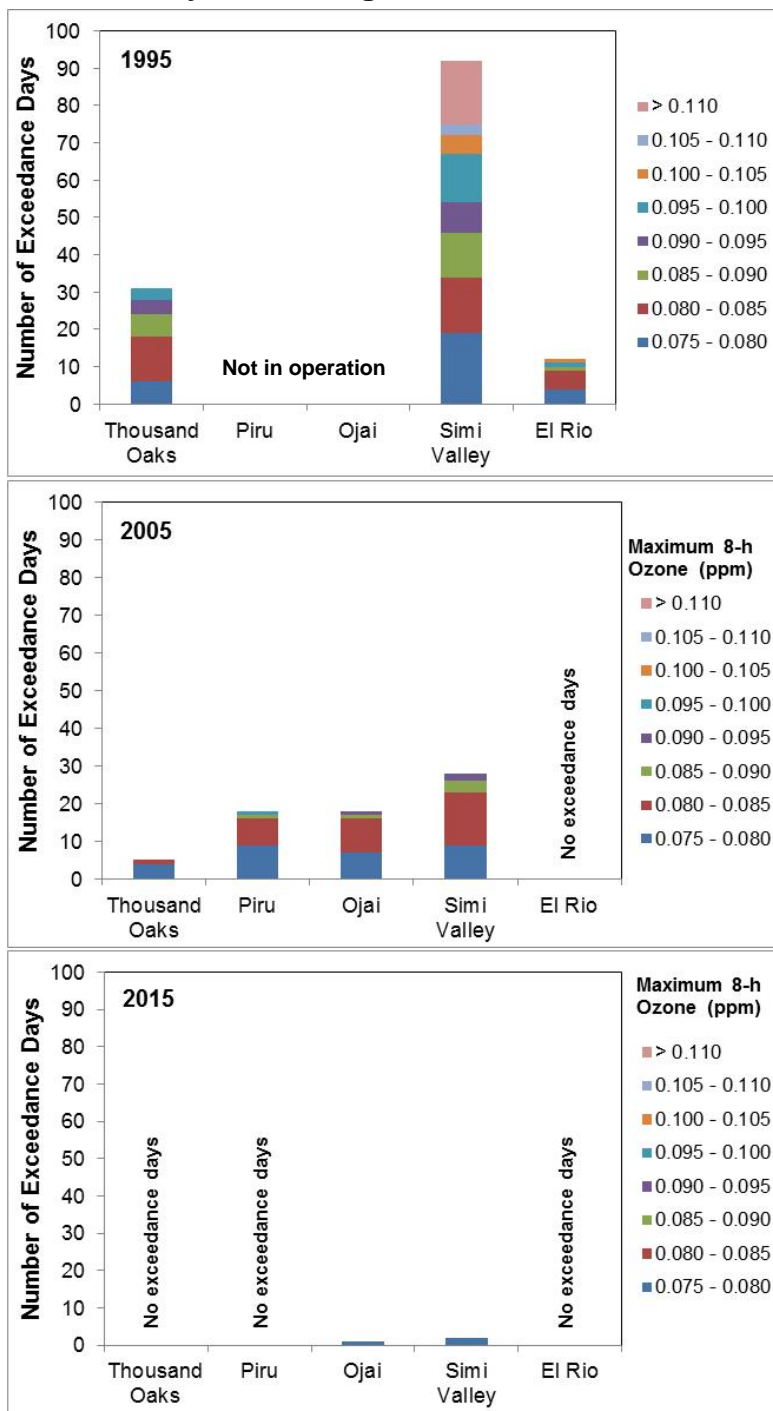 1995
Number of Exceedance Days
100
90
80
70
60
50
40
30
20
10
0
Not in operation
Thousand Oaks
Piru
Ojai
Simi Valley
El Rio
> 0.110
0.105 - 0.110
0.100 - 0.105
0.095 - 0.100
0.090 - 0.095
0.085 - 0.090
0.080 - 0.085
0.075 - 0.080
2005
Number of Exceedance Days
100
90
80
70
60
50
40
30
20
10
0
No exceedance days
Thousand Oaks
Piru
Ojai
Simi Valley
El Rio
Maximum 8-h
Ozone (ppm)
> 0.110
0.105 - 0.110
0.100 - 0.105
0.095 - 0.100
0.090 - 0.095
0.085 - 0.090
0.080 - 0.085
0.075 - 0.080
2015
Number of Exceedance Days
100
90
80
70
60
50
40
30
20
10
0
No exceedance days
No exceedance days
No exceedance days
Thousand Oaks
Piru
Ojai
Simi Valley
El Rio
Maximum 8-h
Ozone (ppm)
> 0.110
0.105 - 0.110
0.100 - 0.105
0.095 - 0.100
0.090 - 0.095
0.085 - 0.090
0.080 - 0.085
0.075 - 0.080